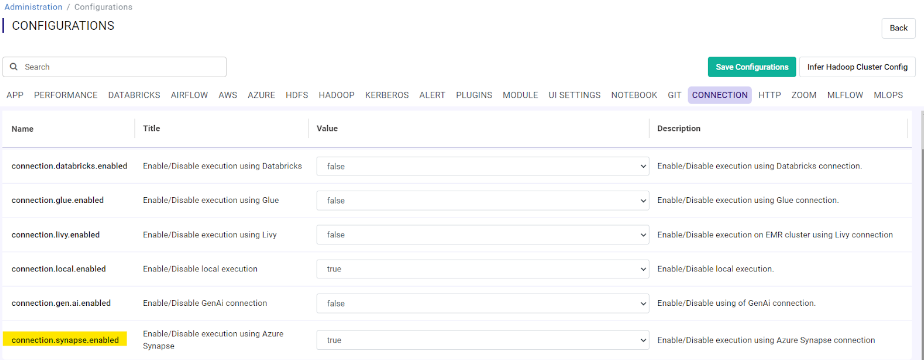 Administration / Configurations
CONFIGURATIONS
Back
Search
Save Configurations Infer Hadoop Cluster Config
APP PERFORMANCE DATABRICKS AIRFLOW AWS AZURE HDFS HADOOP KERBEROS ALERT PLUGINS MODULE UI SETTINGS NOTEBOOK GIT CONNECTION HTTP ZOOM MLFLOW MLOPS
Name Title Value Description
connection.databricks.enabled Enable/Disable execution using Databricks false Enable/Disable execution using Databricks connection.
connection.glue.enabled Enable/Disable execution using Glue false Enable/Disable execution using Glue connection.
connection.livy.enabled Enable/Disable execution using Livy false Enable/Disable execution on EMR cluster using Livy connection
connection.local.enabled Enable/Disable local execution true Enable/Disable local execution.
connection.gen.ai.enabled Enable/Disable GenAi connection false Enable/Disable using of GenAi connection.
connection.synapse.enabled Enable/Disable execution using Azure Synapse true Enable/Disable execution using Azure Synapse connection